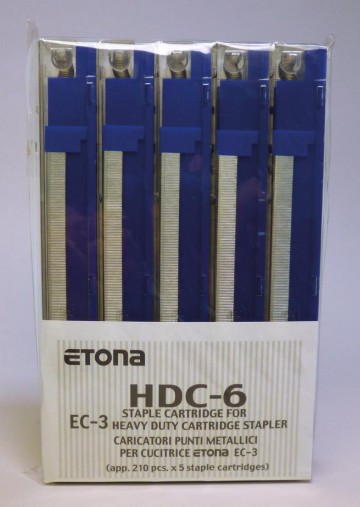 ETONA
HDC-6
EC-3 STAPLE CARTRIDGE FOR
HEAVY DUTY CARTRIDGE STAPLER
CARICATORI PUNTI METALLICI
PER CUCITRICE ETONA EC-3
(app. 210 pcs. x 5 staple cartridges)